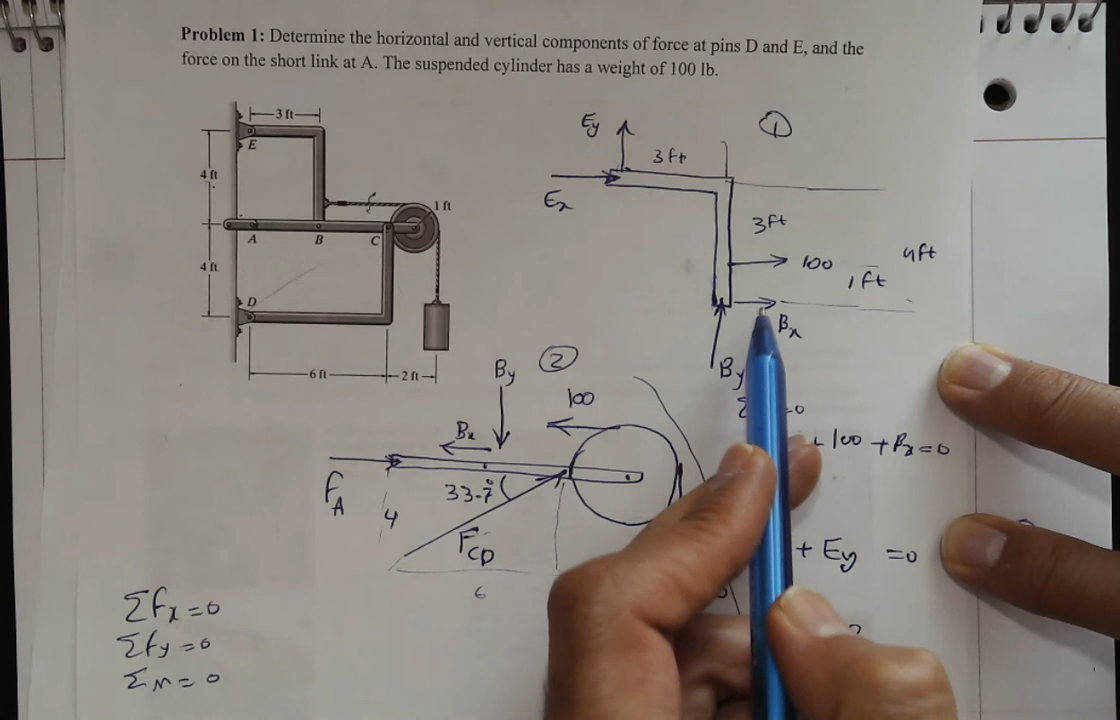 Problem 1: Determine the horizontal and vertical components of force at pins D and E, and the
force on the short link at A. The suspended cylinder has a weight of 100 lb.
3 ft
E
4 ft
1 ft
A
B
C
4 ft
D
6 ft
2 ft
Ey
①
3 ft
Ex
3ft
100
1ft
4ft
Bx
By
By
②
100
Bx
FA
33.7°
4
FCD
6
=0
+100 + Bx=0
+ Ey =0
ΣFx=0
ΣFy=0
ΣM=0